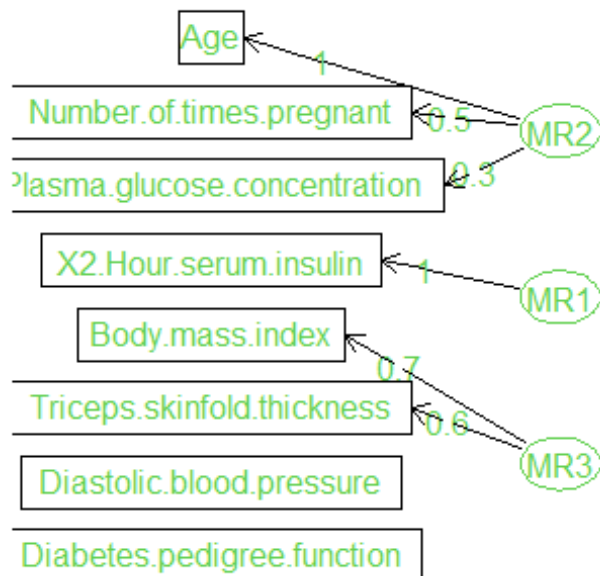 Age
1
Number.of.times.pregnant
0.5
MR2
Plasma.glucose.concentration
0.3
X2.Hour.serum.insulin
1
MR1
Body.mass.index
0.7
Triceps.skinfold.thickness
0.6
MR3
Diastolic.blood.pressure
Diabetes.pedigree.function